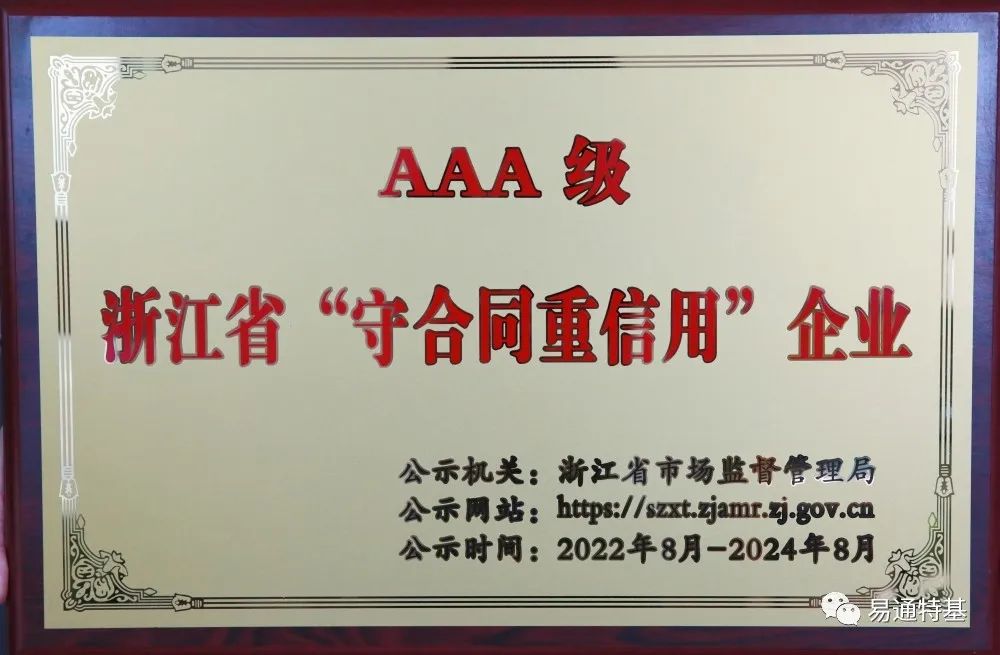 AAA 级
浙江省“守合同重信用”企业
公示机关：浙江省市场监督管理局
公示网站：https://szxt.zjamr.zj.gov.cn
公示时间：2022年8月-2024年8月
易通特基